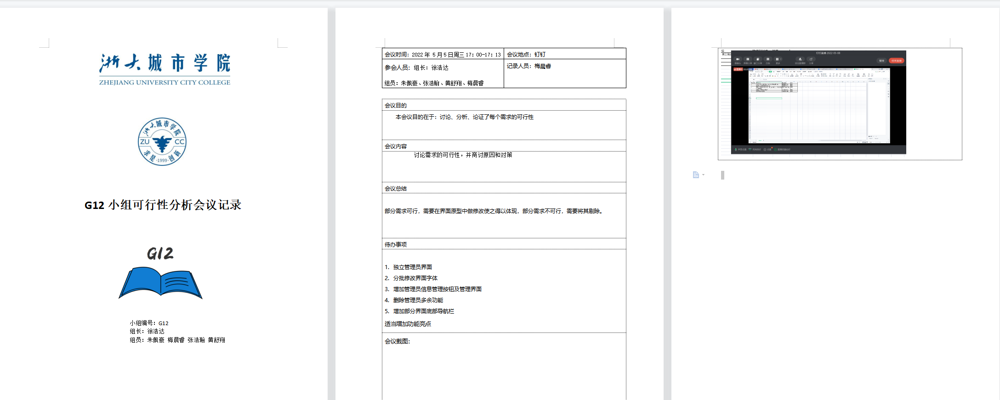 浙大城市学院
ZHEJIANG UNIVERSITY CITY COLLEGE
浙大城市学院
ZU CC
求是 ·1999· 创新
G12 小组可行性分析会议记录
G12
小组编号：G12
组长：徐浩达
组员：朱佩豪 梅晨睿 张浩瀚 黄舒翔
会议时间：2022 年 5 月 5 日周三 17：00-17：13
会议地点：钉钉
参会人员：组长：徐浩达
记录人员：梅晨睿
组员：朱佩豪、张浩翰、黄舒翔、梅晨睿
会议目的
本会议目的在于：讨论、分析、论证了每个需求的可行性
会议内容
讨论需求的可行性，并商讨原因和对策
会议总结
部分需求可行，需要在界面原型中做修改使之得以体现，部分需求不可行，需要将其剔除。
待办事项
1. 独立管理员界面
2. 分批修改界面字体
3. 增加管理员信息管理按钮及管理界面
4. 删除管理员多余功能
5. 增加部分界面底部导航栏
适当增加功能亮点
会议截图：
钉钉直播 2022-05-08